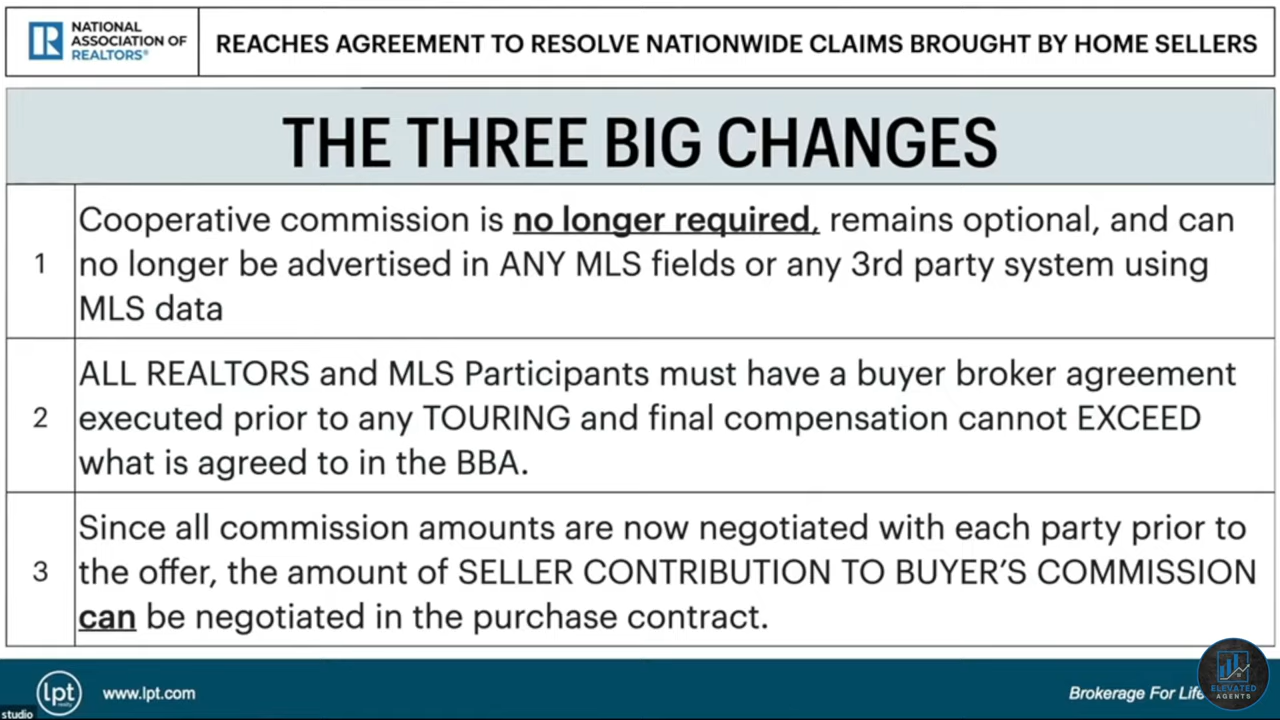 NATIONAL
ASSOCIATION OF
REALTORS®
REACHES AGREEMENT TO RESOLVE NATIONWIDE CLAIMS BROUGHT BY HOME SELLERS
THE THREE BIG CHANGES
1
Cooperative commission is no longer required, remains optional, and can
no longer be advertised in ANY MLS fields or any 3rd party system using
MLS data
2
ALL REALTORS and MLS Participants must have a buyer broker agreement
executed prior to any TOURING and final compensation cannot EXCEED
what is agreed to in the BBA.
3
Since all commission amounts are now negotiated with each party prior to
the offer, the amount of SELLER CONTRIBUTION TO BUYER’S COMMISSION
can be negotiated in the purchase contract.
lpt
realty
www.lpt.com
Brokerage For Life
ELEVATED
AGENTS
studio